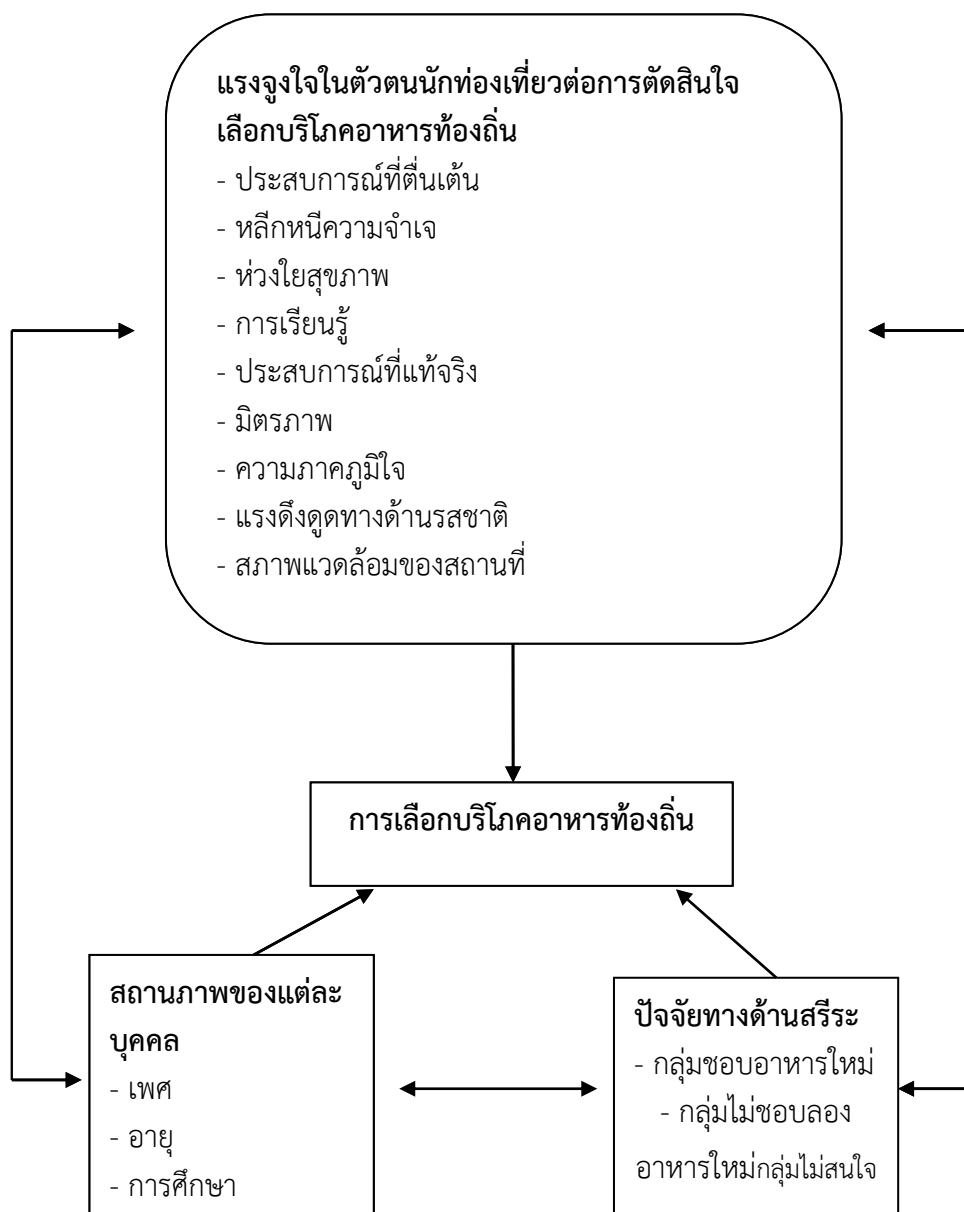 แรงจูงใจในตัวตนนักท่องเที่ยวต่อการตัดสินใจ
เลือกบริโภคอาหารท้องถิ่น
- ประสบการณ์ที่ตื่นเต้น
- หลีกหนีความจำเจ
- ห่วงใยสุขภาพ
- การเรียนรู้
- ประสบการณ์ที่แท้จริง
- มิตรภาพ
- ความภาคภูมิใจ
- แรงดึงดูดทางด้านรสชาติ
- สภาพแวดล้อมของสถานที่
การเลือกบริโภคอาหารท้องถิ่น
สถานภาพของแต่ละ
บุคคล
- เพศ
- อายุ
- การศึกษา
ปัจจัยทางด้านสรีระ
- กลุ่มชอบอาหารใหม่
- กลุ่มไม่ชอบลอง
อาหารใหม่กลุ่มไม่สนใจ